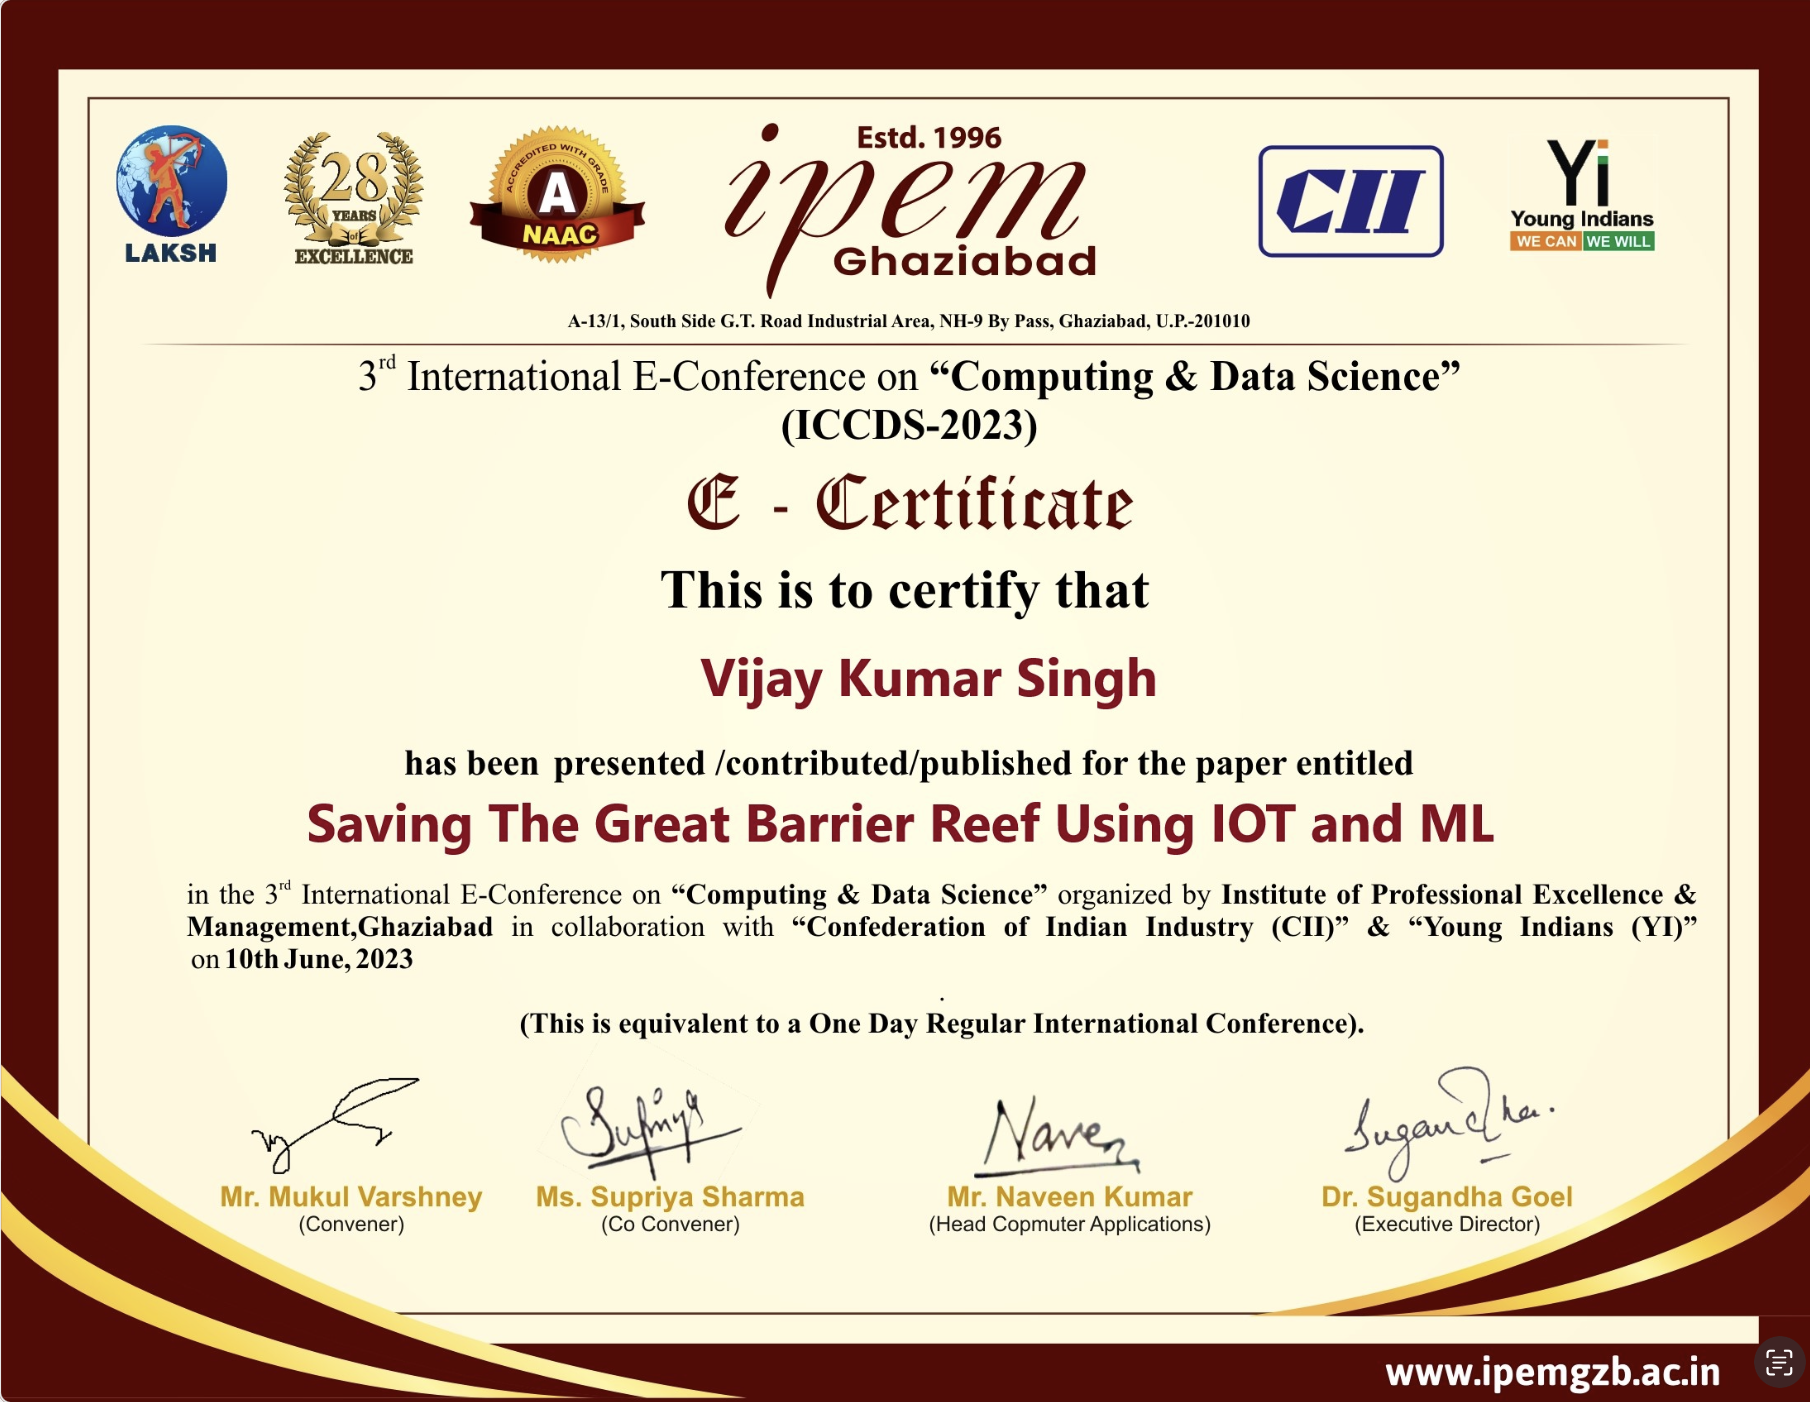 LAKSH
28
YEARS
of
EXCELLENCE
ACCREDITED WITH GRADE
A
NAAC
Estd. 1996
ipem
Ghaziabad
CII
Yi
Young Indians
WE CAN WE WILL
A-13/1, South Side G.T. Road Industrial Area, NH-9 By Pass, Ghaziabad, U.P.-201010
3rd International E-Conference on “Computing & Data Science”
(ICCDS-2023)
E - Certificate
This is to certify that
Vijay Kumar Singh
has been presented /contributed/published for the paper entitled
Saving The Great Barrier Reef Using IOT and ML
in the 3rd International E-Conference on “Computing & Data Science” organized by Institute of Professional Excellence &
Management,Ghaziabad in collaboration with “Confederation of Indian Industry (CII)” & “Young Indians (YI)”
on 10th June, 2023
.
(This is equivalent to a One Day Regular International Conference).
Supriya
Naveen
Sugandha.
Mr. Mukul Varshney
(Convener)
Ms. Supriya Sharma
(Co Convener)
Mr. Naveen Kumar
(Head Copmuter Applications)
Dr. Sugandha Goel
(Executive Director)
www.ipemgzb.ac.in